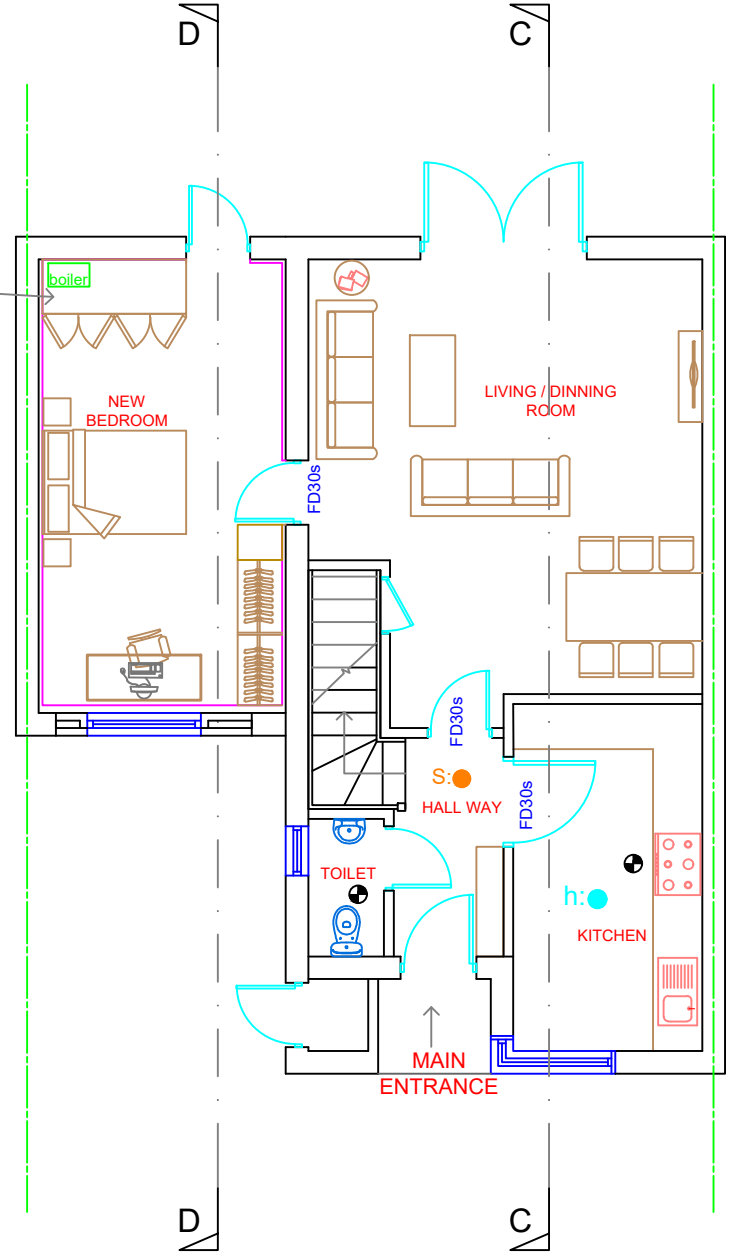 D
C
boiler
NEW
BEDROOM
LIVING / DINNING
ROOM
FD30s
FD30s
S:
HALL WAY
FD30s
TOILET
h:
KITCHEN
MAIN
ENTRANCE
D
C